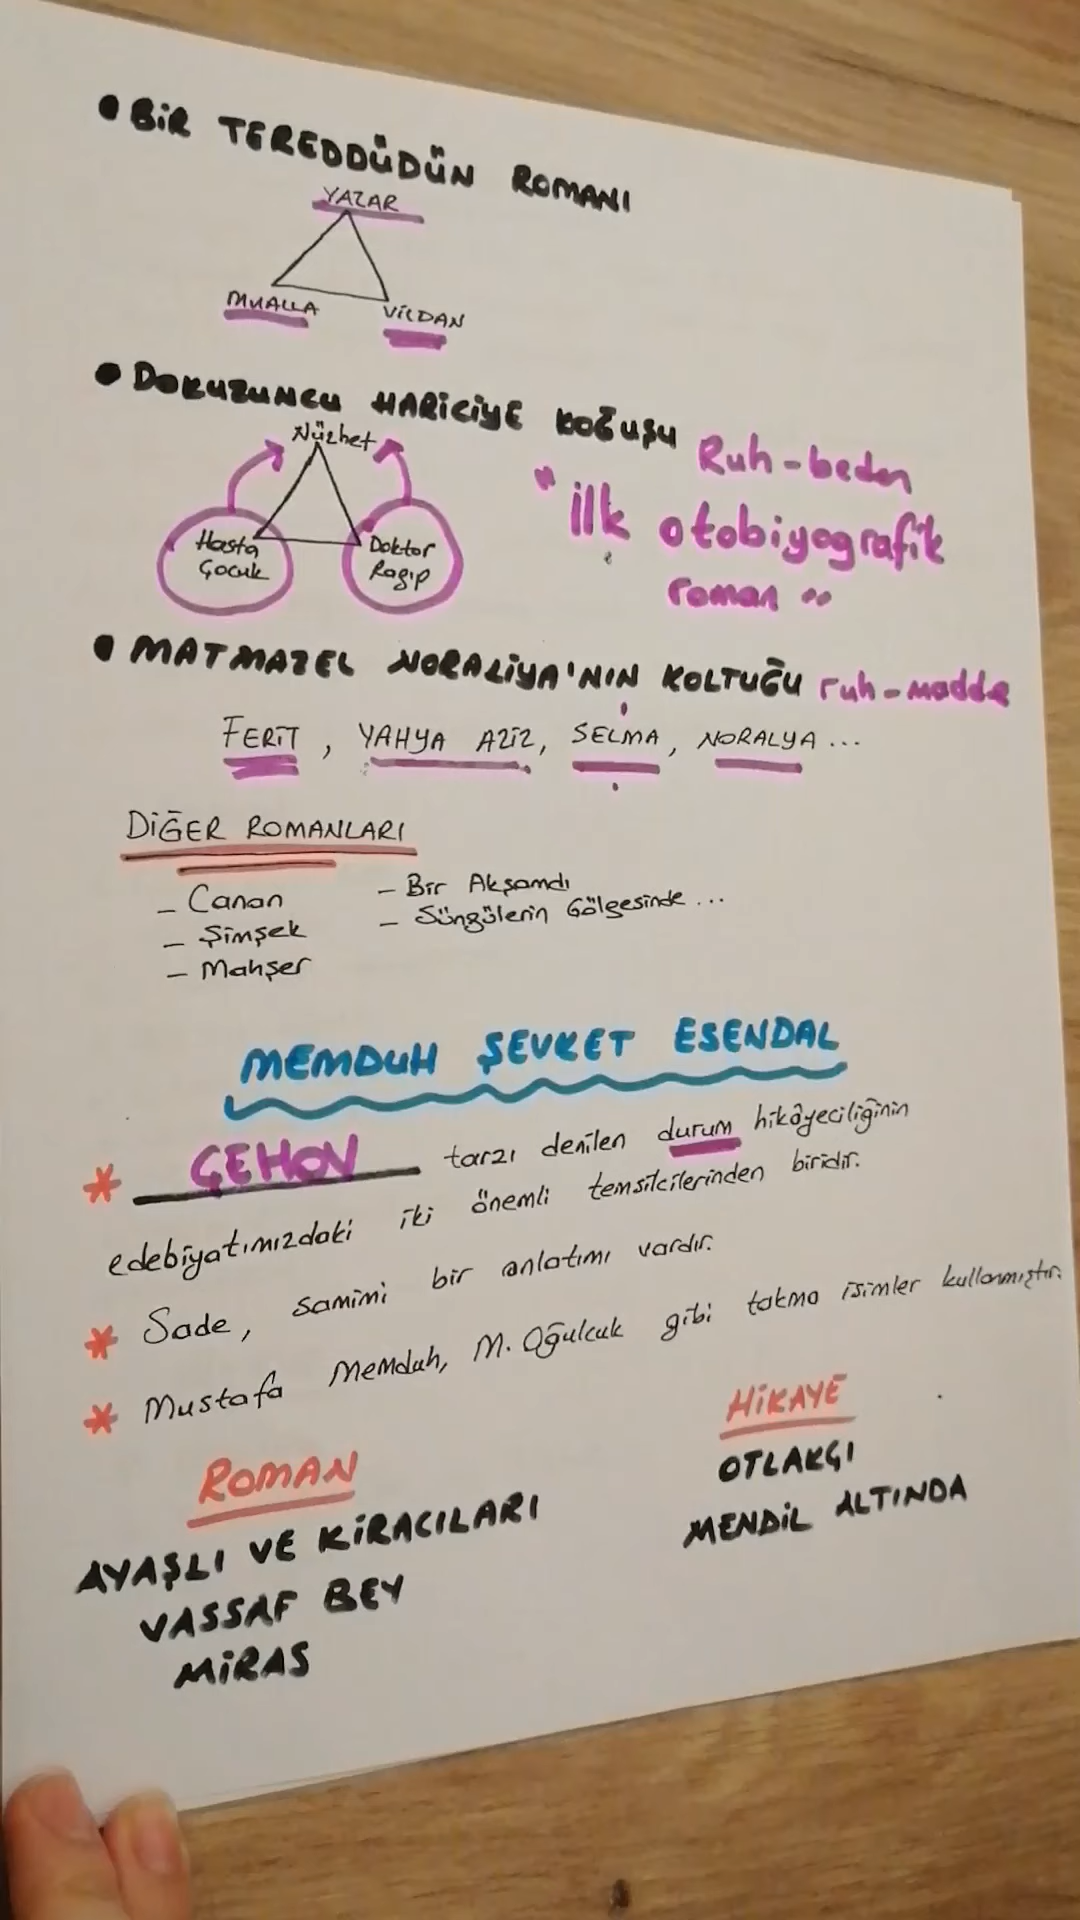 • BİR TEREDDÜDÜN ROMANI
YAZAR
MUALLA
VİLDAN
• DOKUZUNCU HARİCİYE KOĞUŞU
Nüzhet
Ruh-beden
Hasta
Çocuk
Doktor
Ragıp
"İlk otobiyografik
roman"
• MATMAZEL NORALİYA'NIN KOLTUĞU ruh-madde
FERİT, YAHYA AZİZ, SELMA, NORALYA...
DİĞER ROMANLARI
- Canan
- Şimşek
- Mahşer
- Bir Akşamdı
- Süngülerin Gölgesinde...
MEMDUH ŞEVKET ESENDAL
* ÇEHOV tarzı denilen durum hikâyeciliğinin
edebiyatımızdaki iki önemli temsilcilerinden biridir.
* Sade, samimi bir anlatımı vardır.
* Mustafa Memduh, M. Oğulcuk gibi takma isimler kullanmıştır.
ROMAN
AYAŞLI VE KİRACILARI
VASSAF BEY
MİRAS
HİKAYE
OTLAKÇI
MENDİL ALTINDA